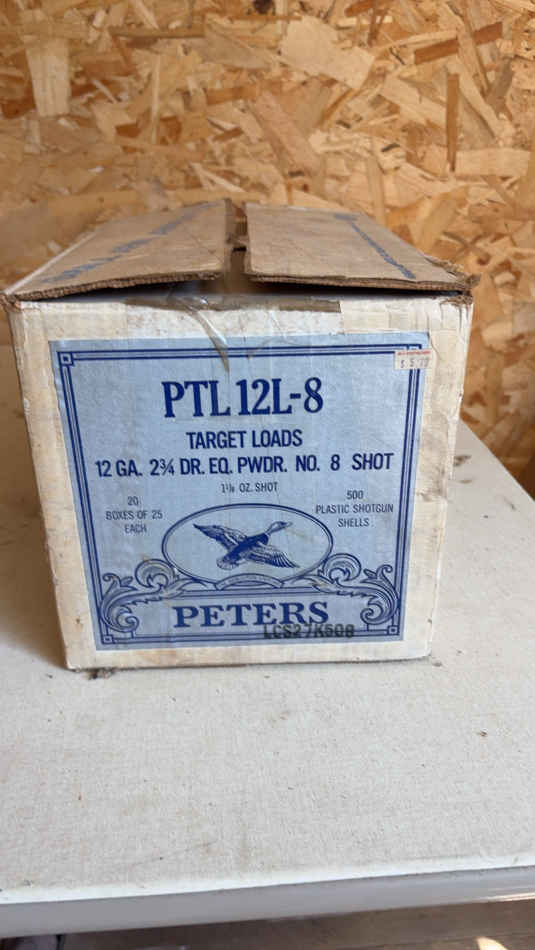 PTL 12L-8
TARGET LOADS
12 GA. 2¾ DR. EQ. PWDR. NO. 8 SHOT
1⅛ OZ. SHOT
20
BOXES OF 25
EACH
500
PLASTIC SHOTGUN
SHELLS
PETERS